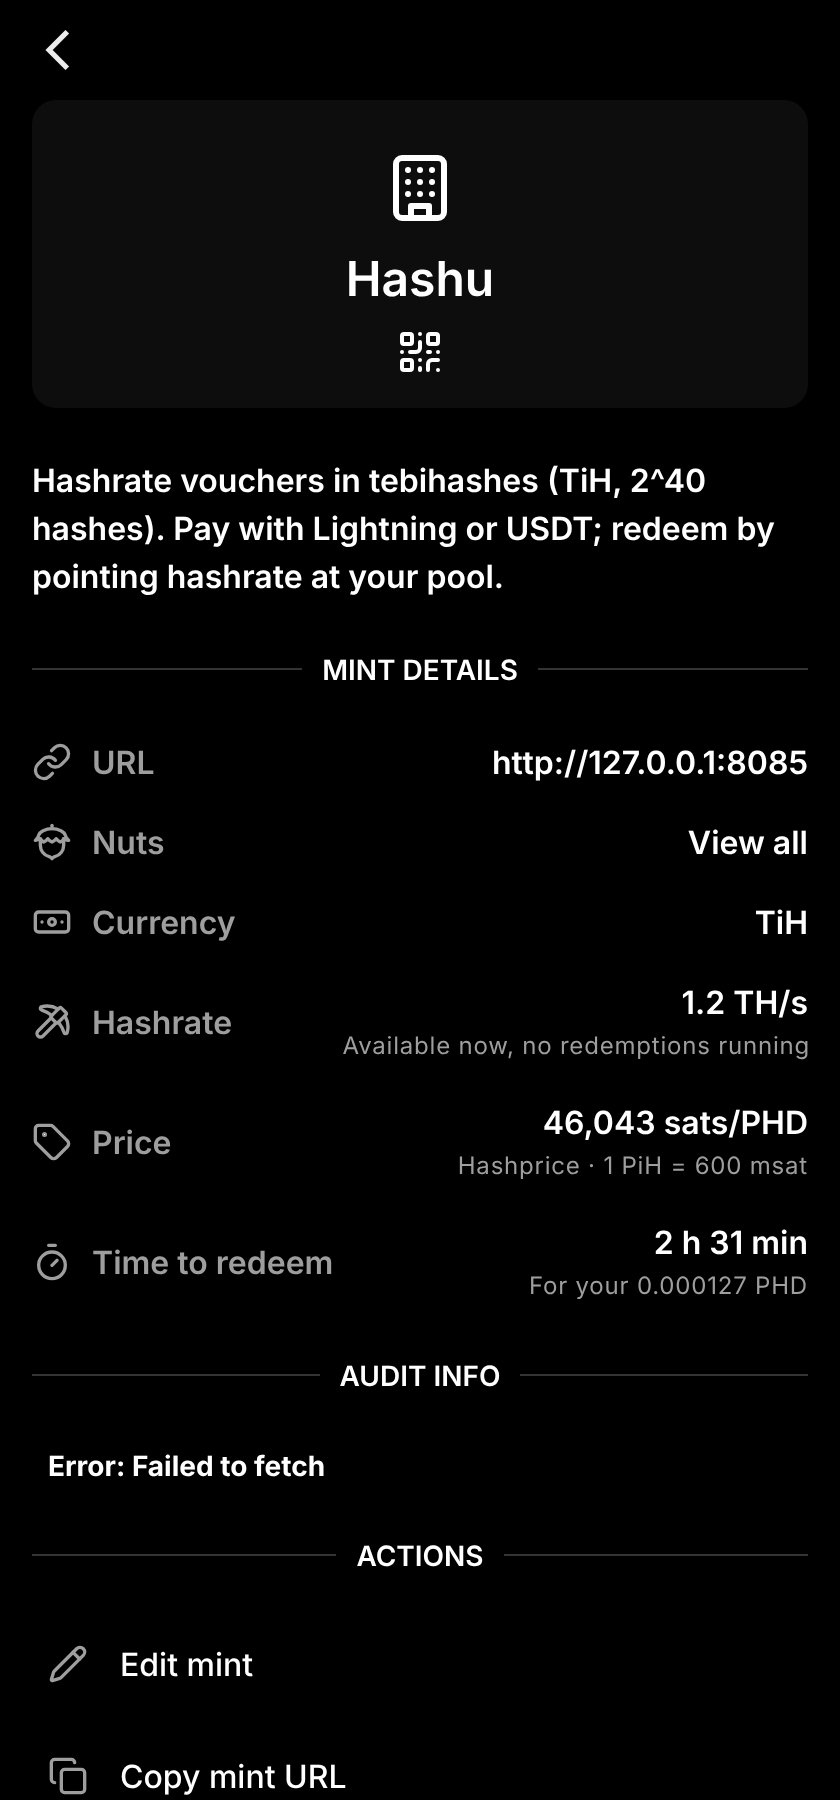 Hashu
Hashrate vouchers in tebihashes (TiH, 2^40
hashes). Pay with Lightning or USDT; redeem by
pointing hashrate at your pool.
MINT DETAILS
URL http://127.0.0.1:8085
Nuts View all
Currency TiH
Hashrate 1.2 TH/s
Available now, no redemptions running
Price 46,043 sats/PHD
Hashprice · 1 PiH = 600 msat
Time to redeem 2 h 31 min
For your 0.000127 PHD
AUDIT INFO
Error: Failed to fetch
ACTIONS
Edit mint
Copy mint URL